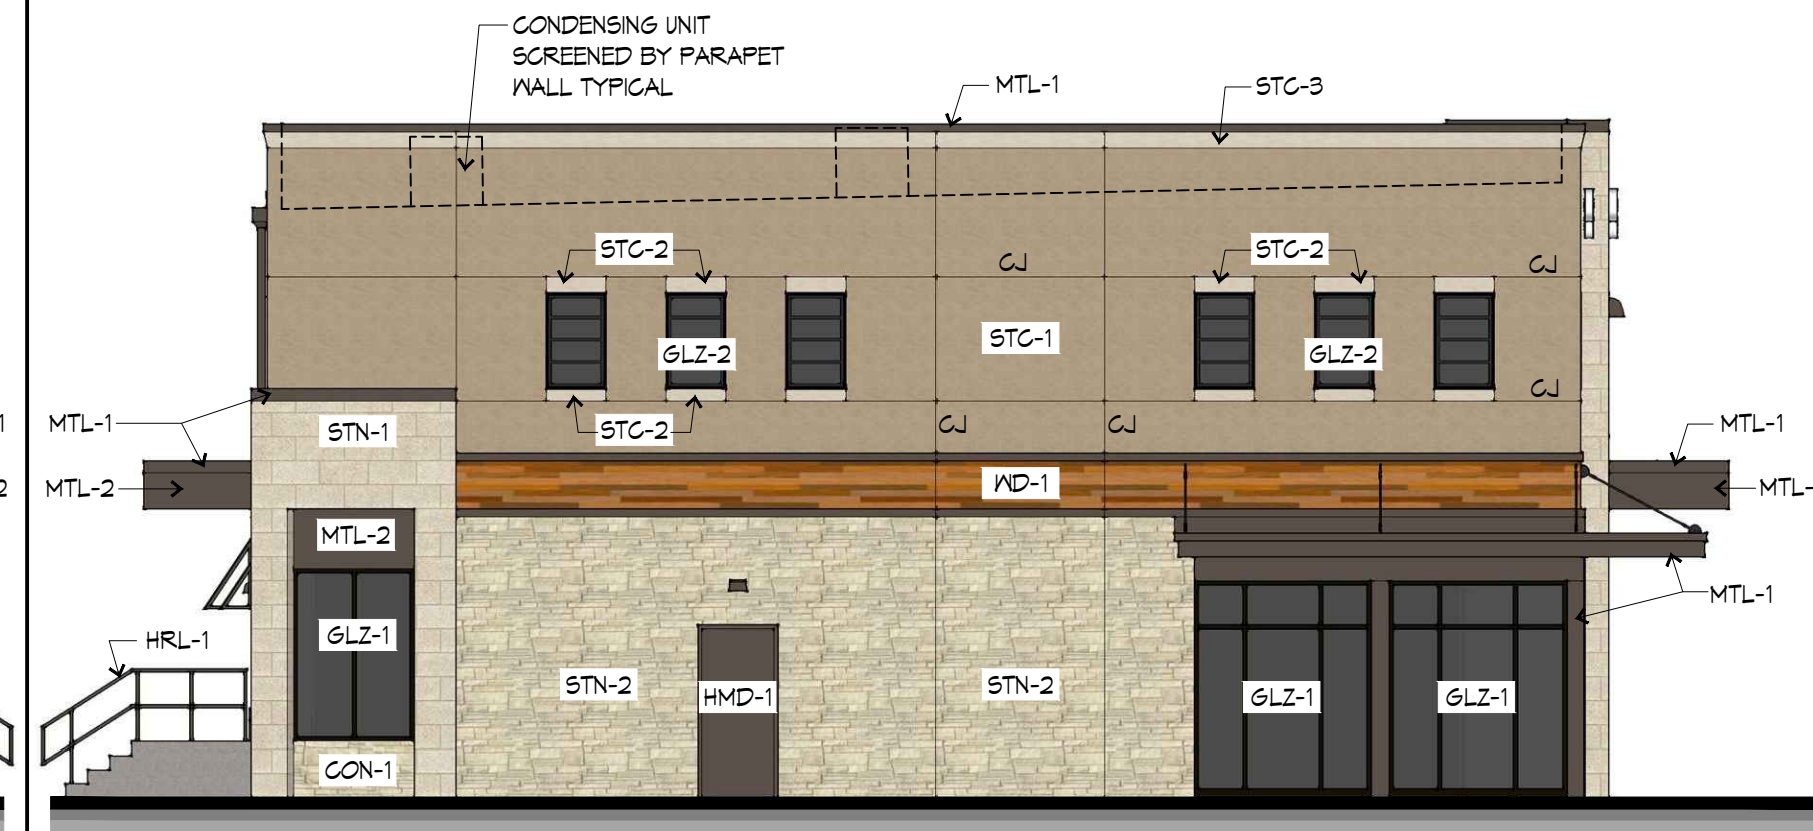 CONDENSING UNIT
SCREENED BY PARAPET
WALL TYPICAL
MTL-1
STC-3
STC-2
STC-2
CJ
CJ
STC-1
GLZ-2
GLZ-2
CJ
1
MTL-1
STN-1
STC-2
CJ
CJ
MTL-1
2
MTL-2
WD-1
MTL-
MTL-2
MTL-1
HRL-1
GLZ-1
STN-2
HMD-1
STN-2
GLZ-1
GLZ-1
CON-1